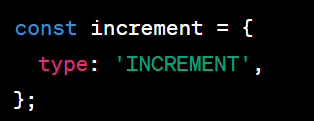 const increment = {
  type: 'INCREMENT',
};